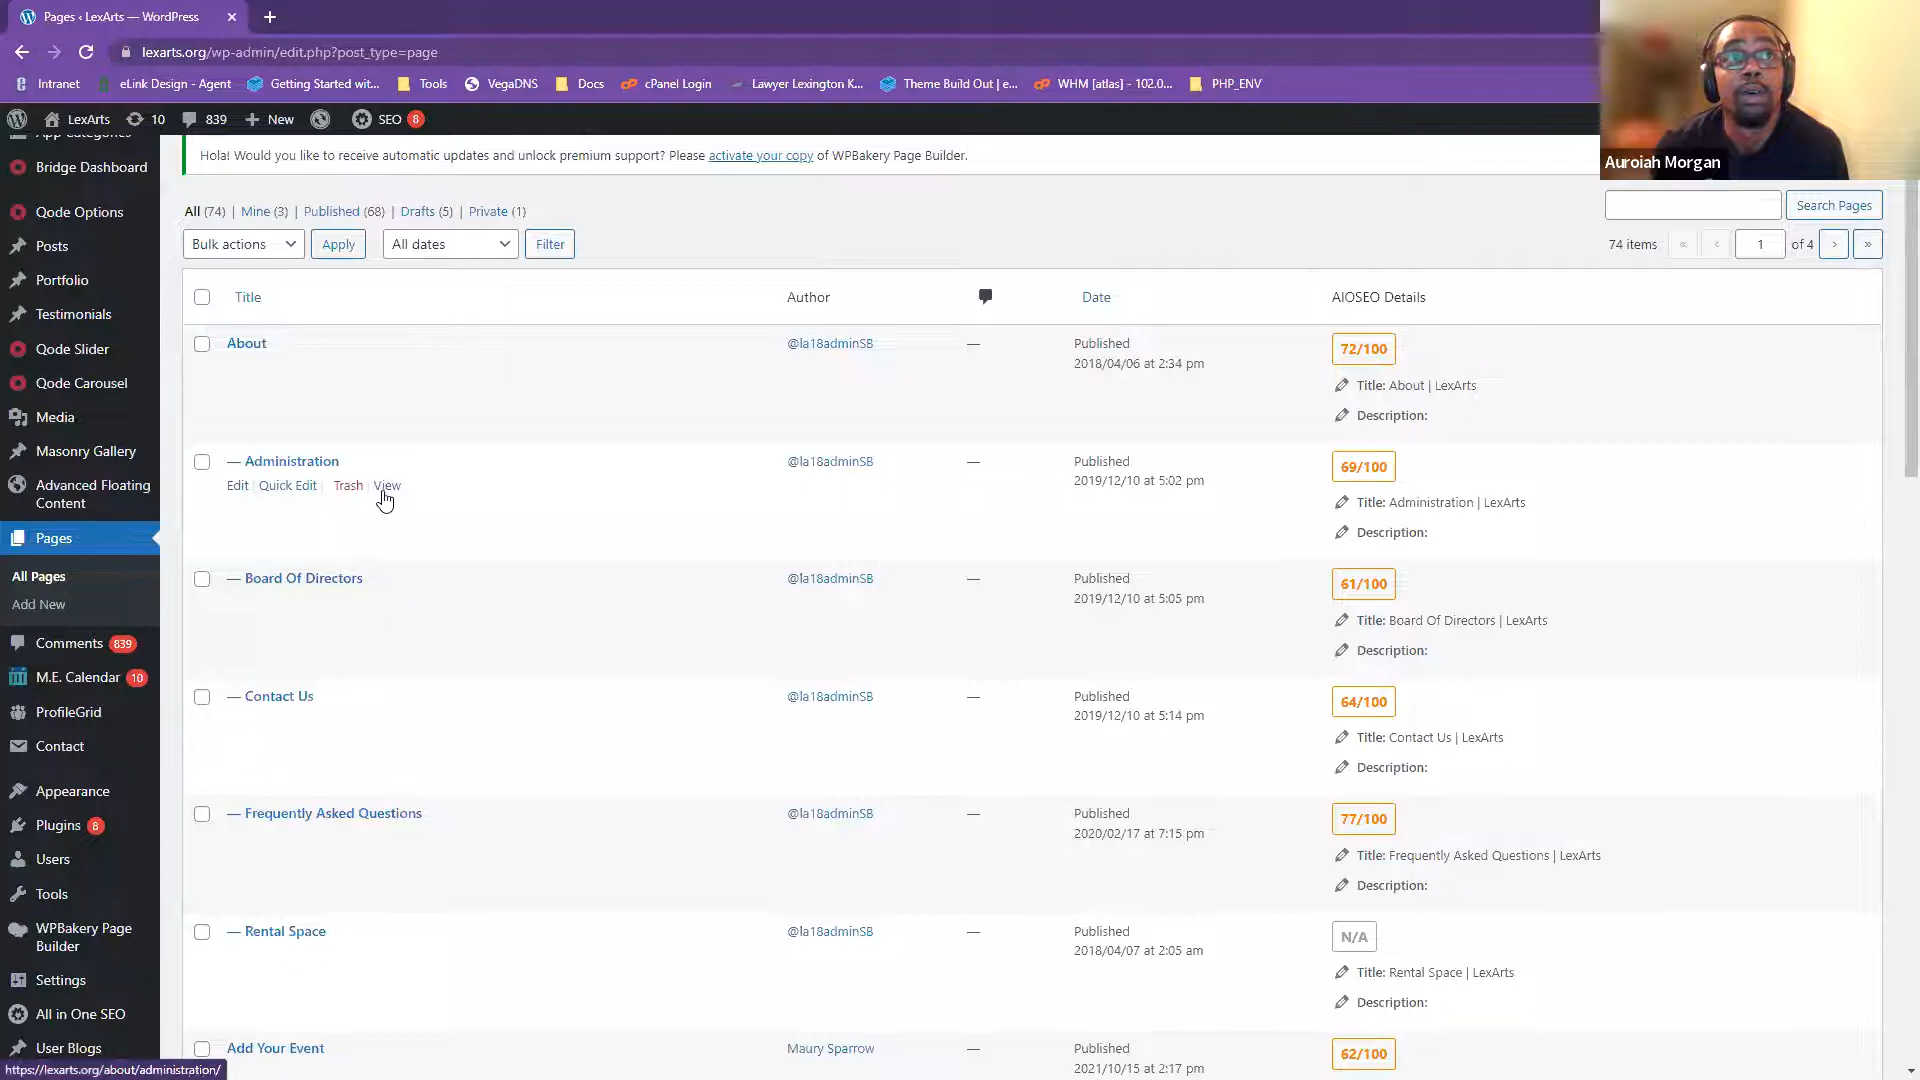 Pages ‹ LexArts — WordPress
lexarts.org/wp-admin/edit.php?post_type=page
Intranet
eLink Design - Agent
Getting Started wit...
Tools
VegaDNS
Docs
cPanel Login
Lawyer Lexington K...
Theme Build Out | e...
WHM [atlas] - 102.0...
PHP_ENV
LexArts
10
839
New
SEO 8
Auroiah Morgan
App Categories
Bridge Dashboard
Qode Options
Posts
Portfolio
Testimonials
Qode Slider
Qode Carousel
Media
Masonry Gallery
Advanced Floating
Content
Pages
All Pages
Add New
Comments 839
M.E. Calendar 10
ProfileGrid
Contact
Appearance
Plugins 8
Users
Tools
WPBakery Page
Builder
Settings
All in One SEO
User Blogs
https://lexarts.org/about/administration/
Hola! Would you like to receive automatic updates and unlock premium support? Please activate your copy of WPBakery Page Builder.
All (74) | Mine (3) | Published (68) | Drafts (5) | Private (1)
Search Pages
Bulk actions
Apply
All dates
Filter
74 items « ‹ 1 of 4 › »
Title Author Date AIOSEO Details
About @la18adminSB — Published 72/100
2018/04/06 at 2:34 pm
Title: About | LexArts
Description:
— Administration @la18adminSB — Published 69/100
Edit | Quick Edit | Trash | View 2019/12/10 at 5:02 pm
Title: Administration | LexArts
Description:
— Board Of Directors @la18adminSB — Published 61/100
2019/12/10 at 5:05 pm
Title: Board Of Directors | LexArts
Description:
— Contact Us @la18adminSB — Published 64/100
2019/12/10 at 5:14 pm
Title: Contact Us | LexArts
Description:
— Frequently Asked Questions @la18adminSB — Published 77/100
2020/02/17 at 7:15 pm
Title: Frequently Asked Questions | LexArts
Description:
— Rental Space @la18adminSB — Published N/A
2018/04/07 at 2:05 am
Title: Rental Space | LexArts
Description:
Add Your Event Maury Sparrow — Published 62/100
2021/10/15 at 2:17 pm